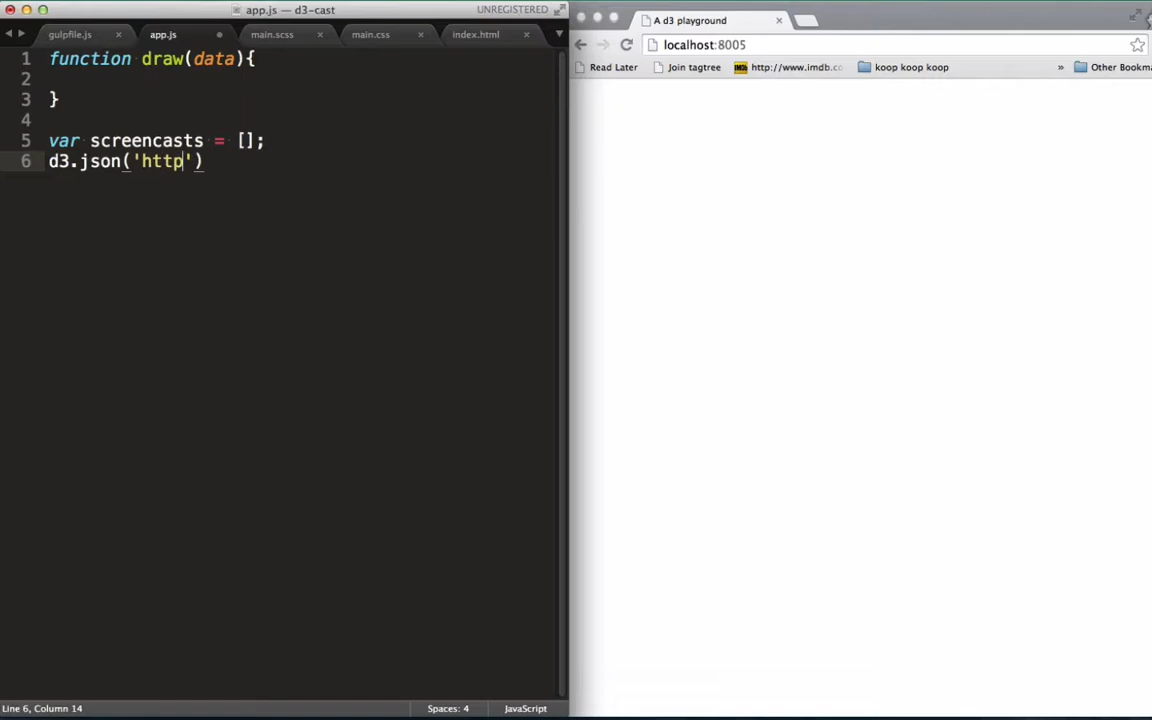 app.js — d3-cast
UNREGISTERED
gulpfile.js
app.js
main.scss
main.css
index.html
1 function draw(data){
2
3 }
4
5 var screencasts = [];
6 d3.json('http')
Line 6, Column 14
Spaces: 4
JavaScript
A d3 playground
localhost:8005
Read Later
Join tagtree
IMDb http://www.imdb.co
koop koop koop
» Other Bookma